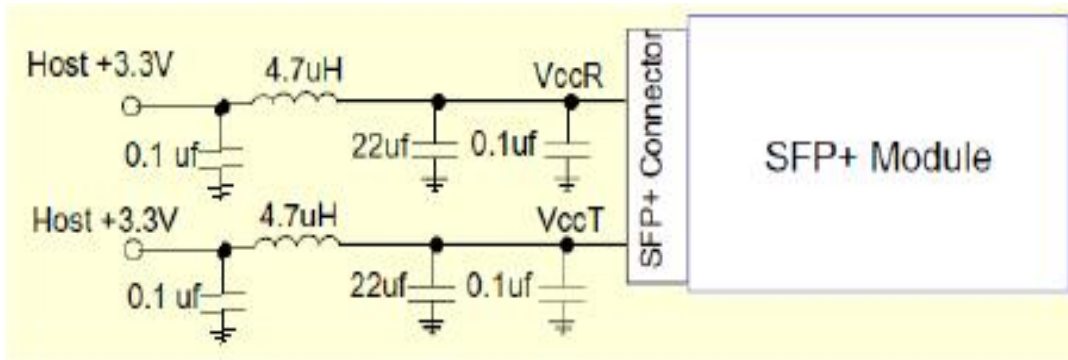 Host +3.3V
4.7uH
VccR
0.1 uf
22uf
0.1uf
Host +3.3V
4.7uH
VccT
0.1 uf
22uf
0.1uf
SFP+ Connector
SFP+ Module